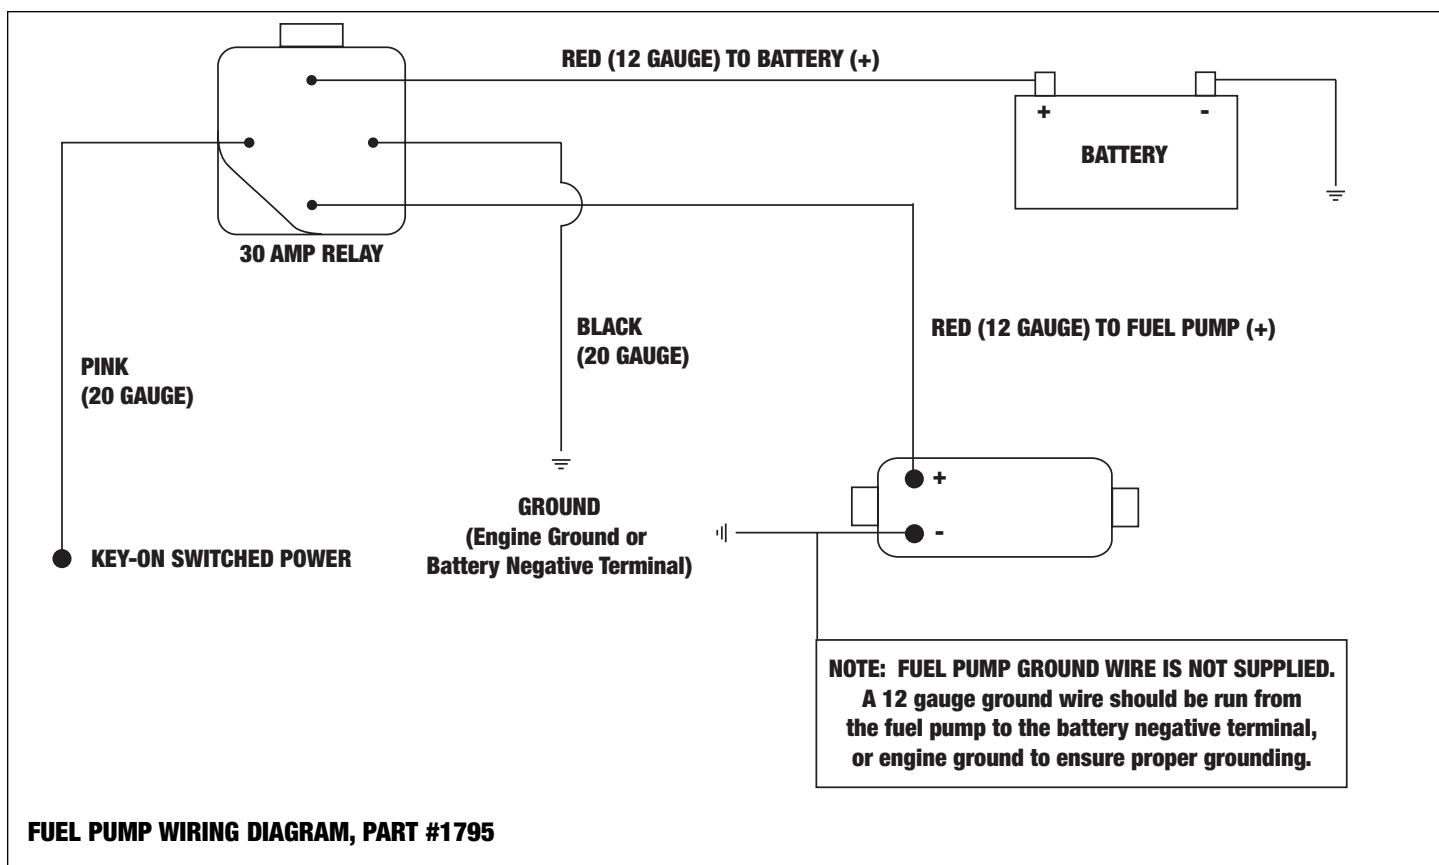 RED (12 GAUGE) TO BATTERY (+)
+
-
BATTERY
30 AMP RELAY
BLACK
(20 GAUGE)
RED (12 GAUGE) TO FUEL PUMP (+)
PINK
(20 GAUGE)
+
-
GROUND
(Engine Ground or
Battery Negative Terminal)
KEY-ON SWITCHED POWER
NOTE: FUEL PUMP GROUND WIRE IS NOT SUPPLIED.
A 12 gauge ground wire should be run from
the fuel pump to the battery negative terminal,
or engine ground to ensure proper grounding.
FUEL PUMP WIRING DIAGRAM, PART #1795